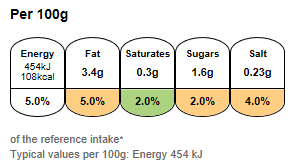 Per 100g
Energy Fat Saturates Sugars Salt
454kJ
108kcal 3.4g 0.3g 1.6g 0.23g
5.0% 5.0% 2.0% 2.0% 4.0%
of the reference intake*
Typical values per 100g: Energy 454 kJ